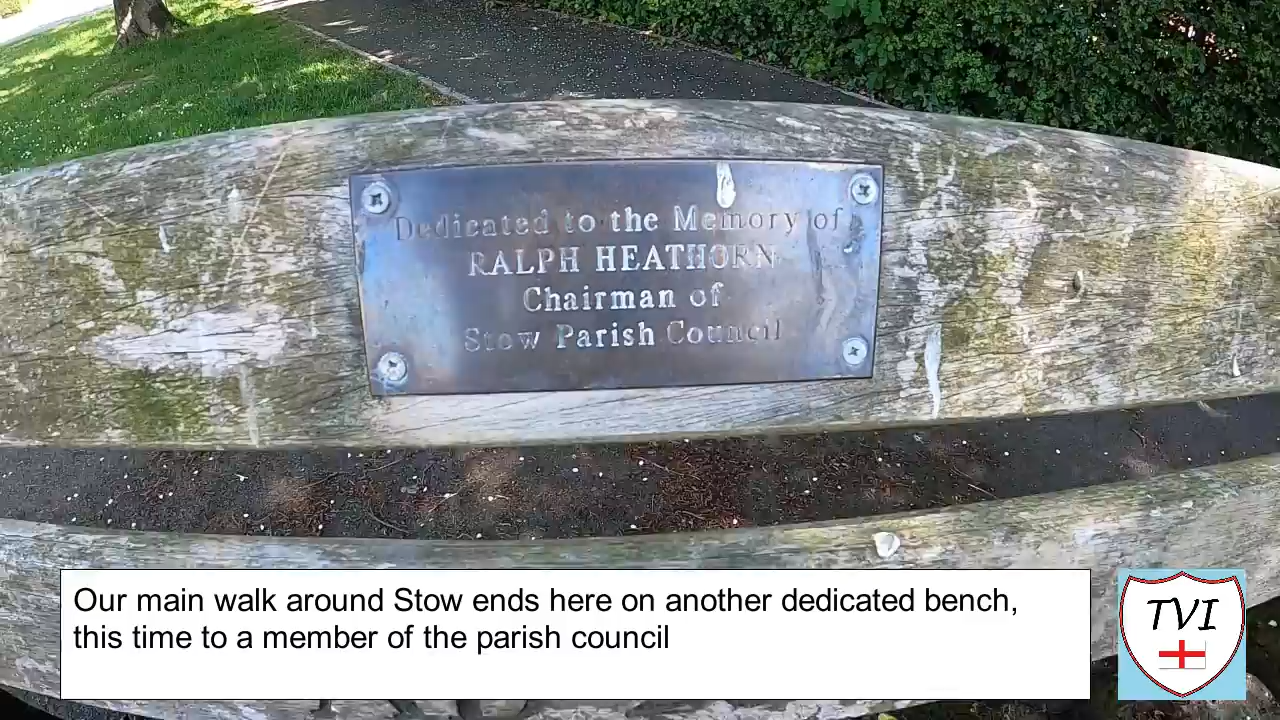 Dedicated to the Memory of
RALPH HEATHORN
Chairman of
Stow Parish Council
Our main walk around Stow ends here on another dedicated bench,
this time to a member of the parish council
TVI